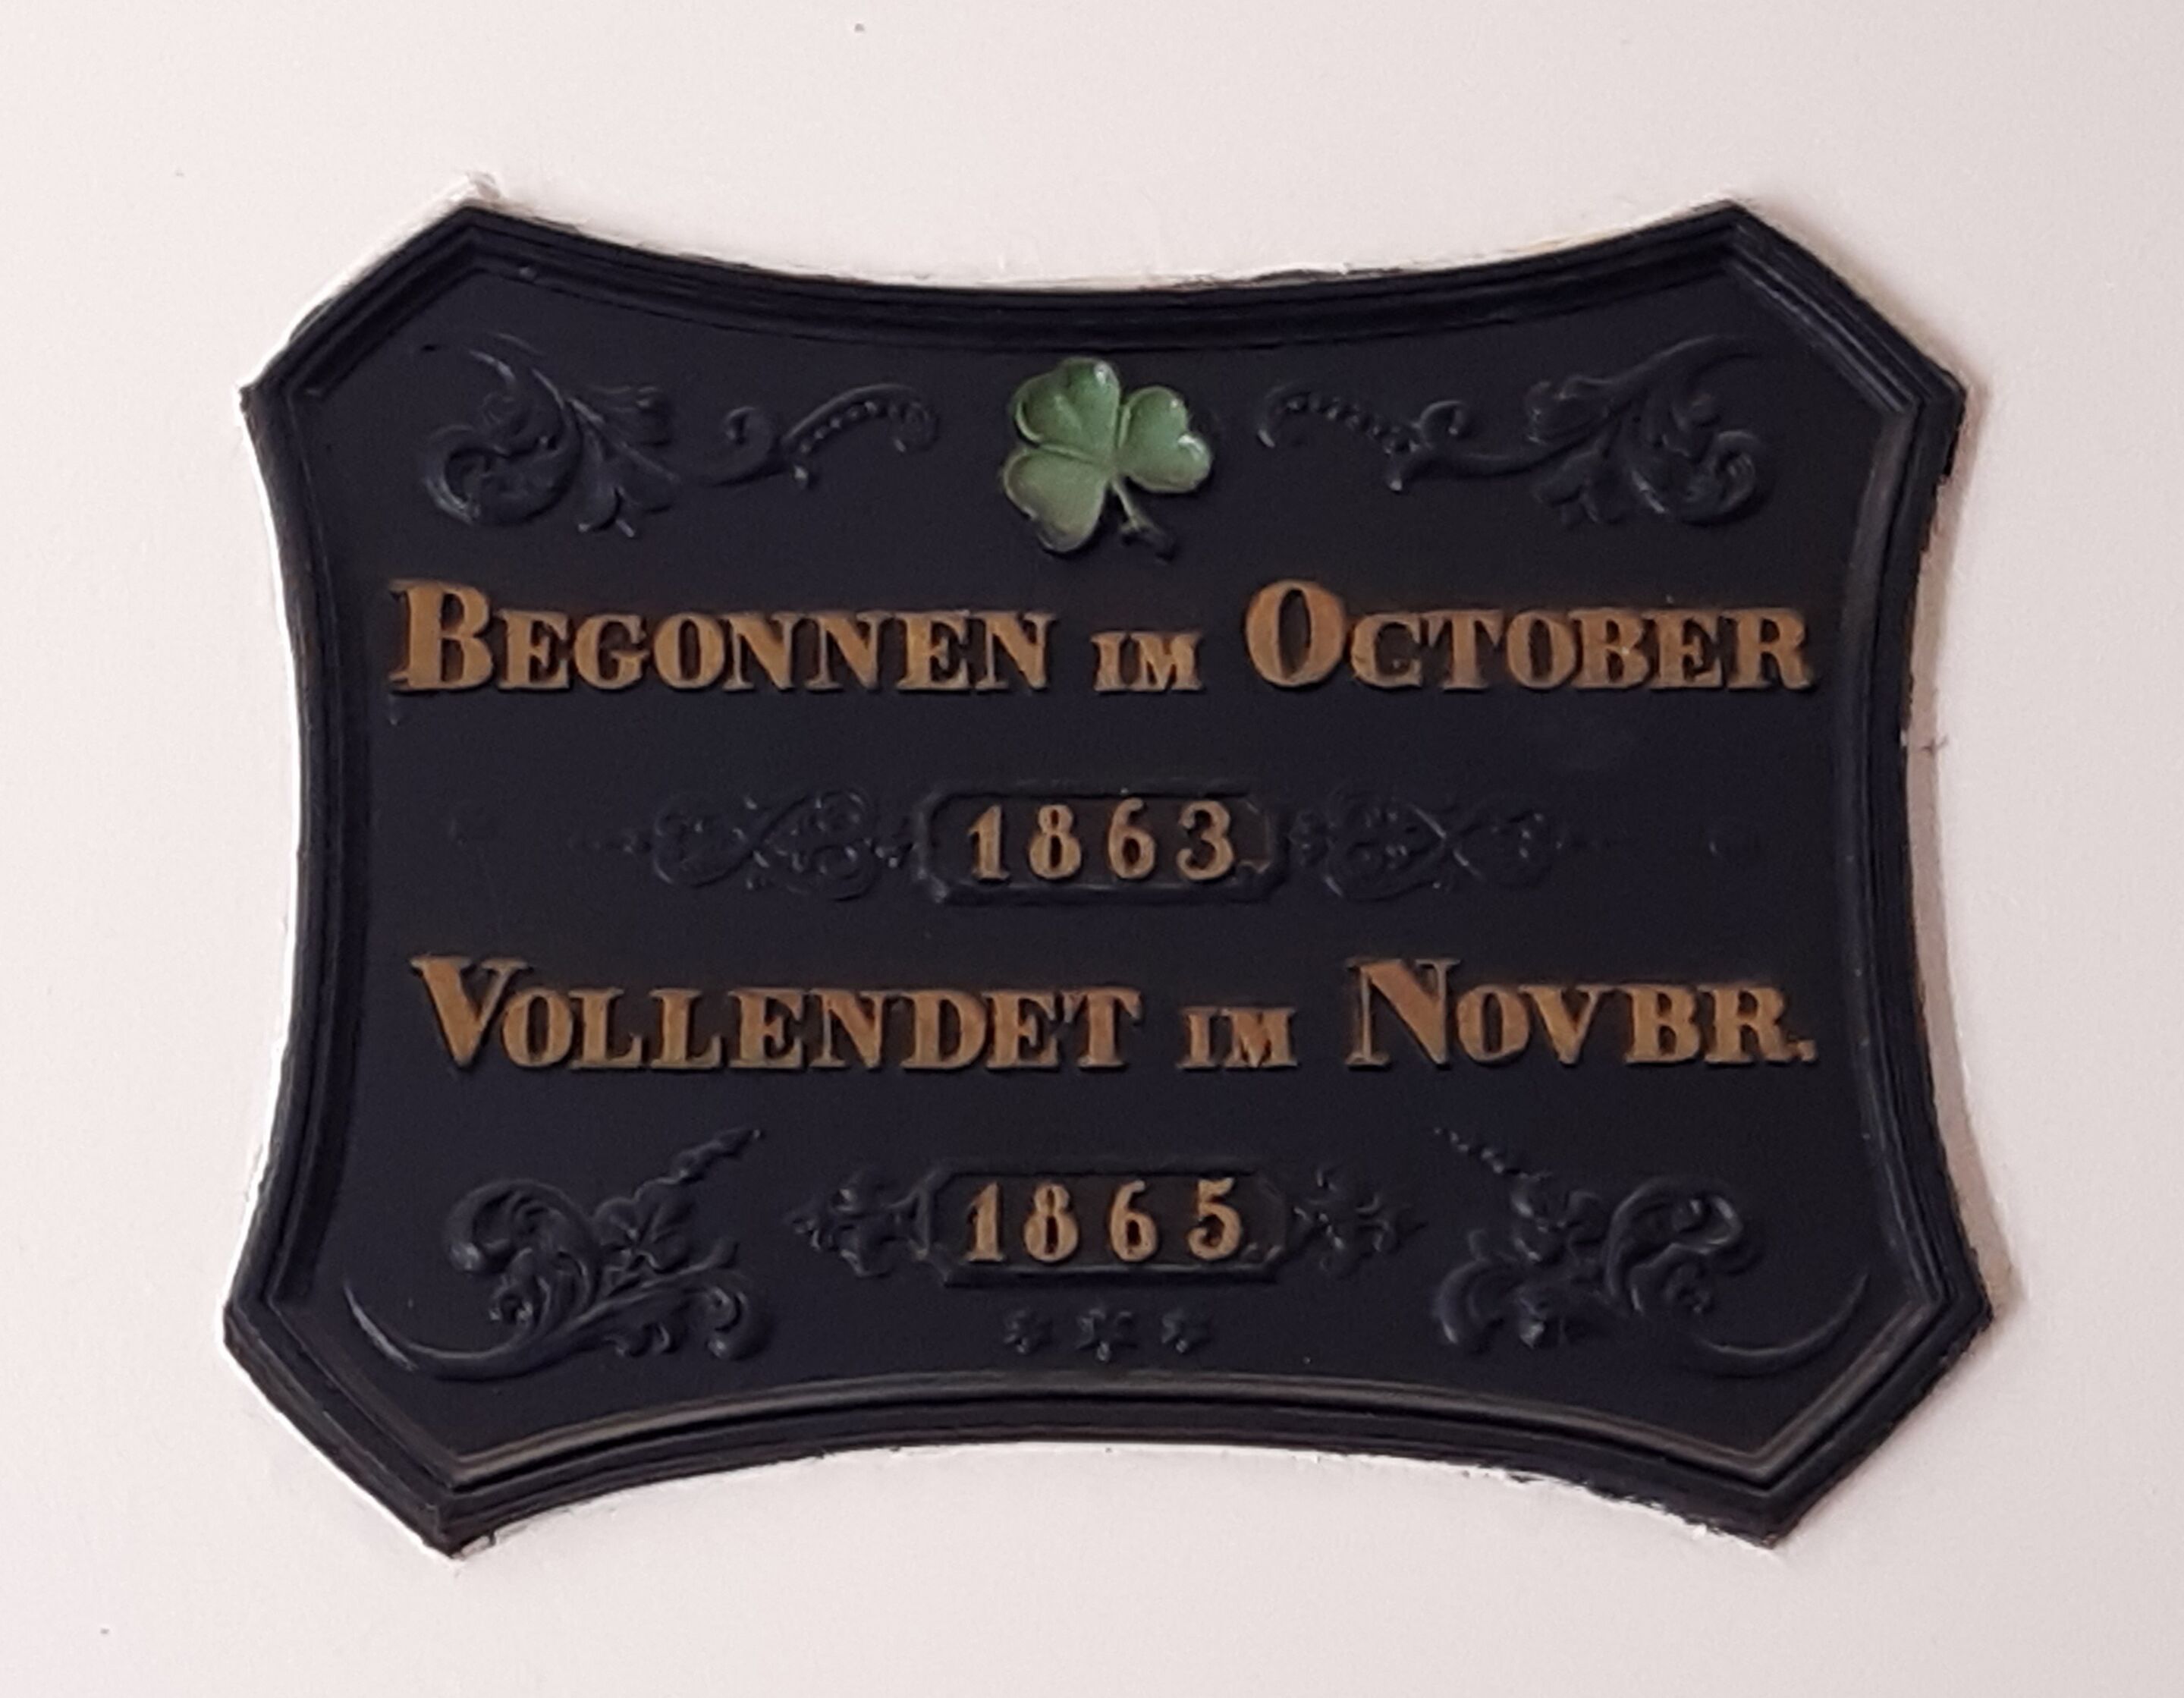 BEGONNEN IM OCTOBER
1863.
VOLLENDET IM NOVBR.
1865.